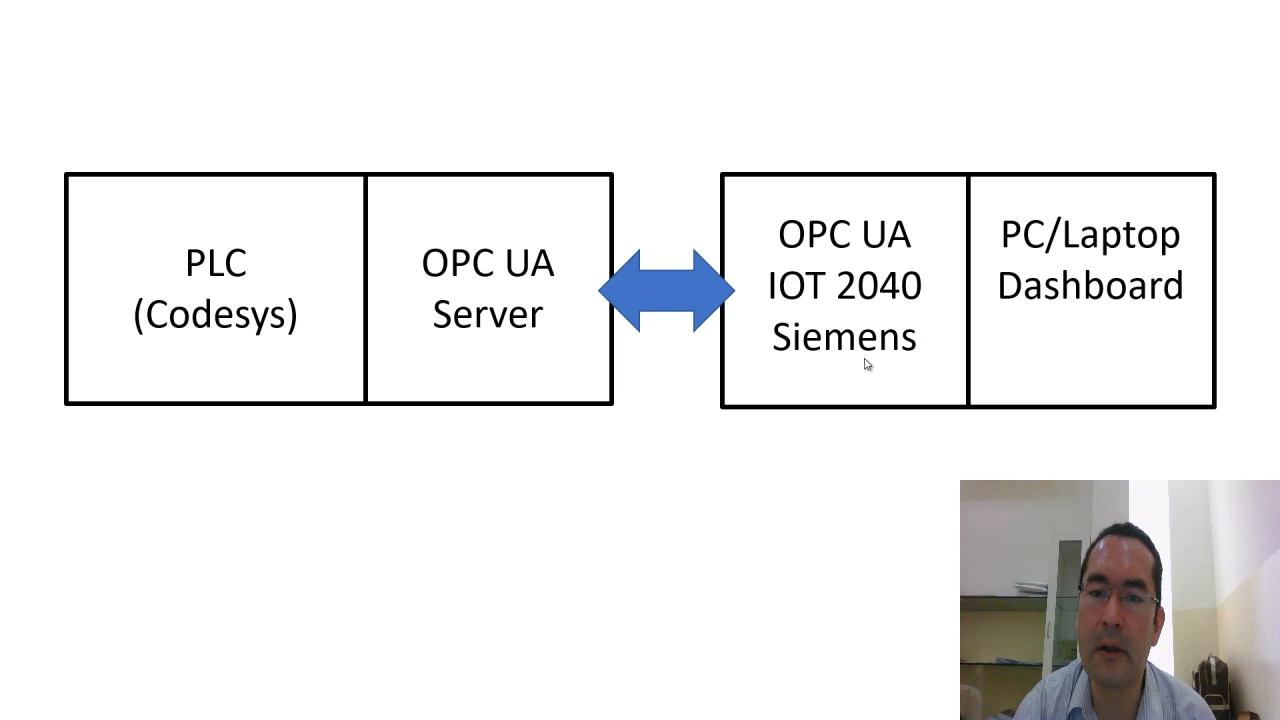 PLC
(Codesys)
OPC UA
Server
OPC UA
IOT 2040
Siemens
PC/Laptop
Dashboard